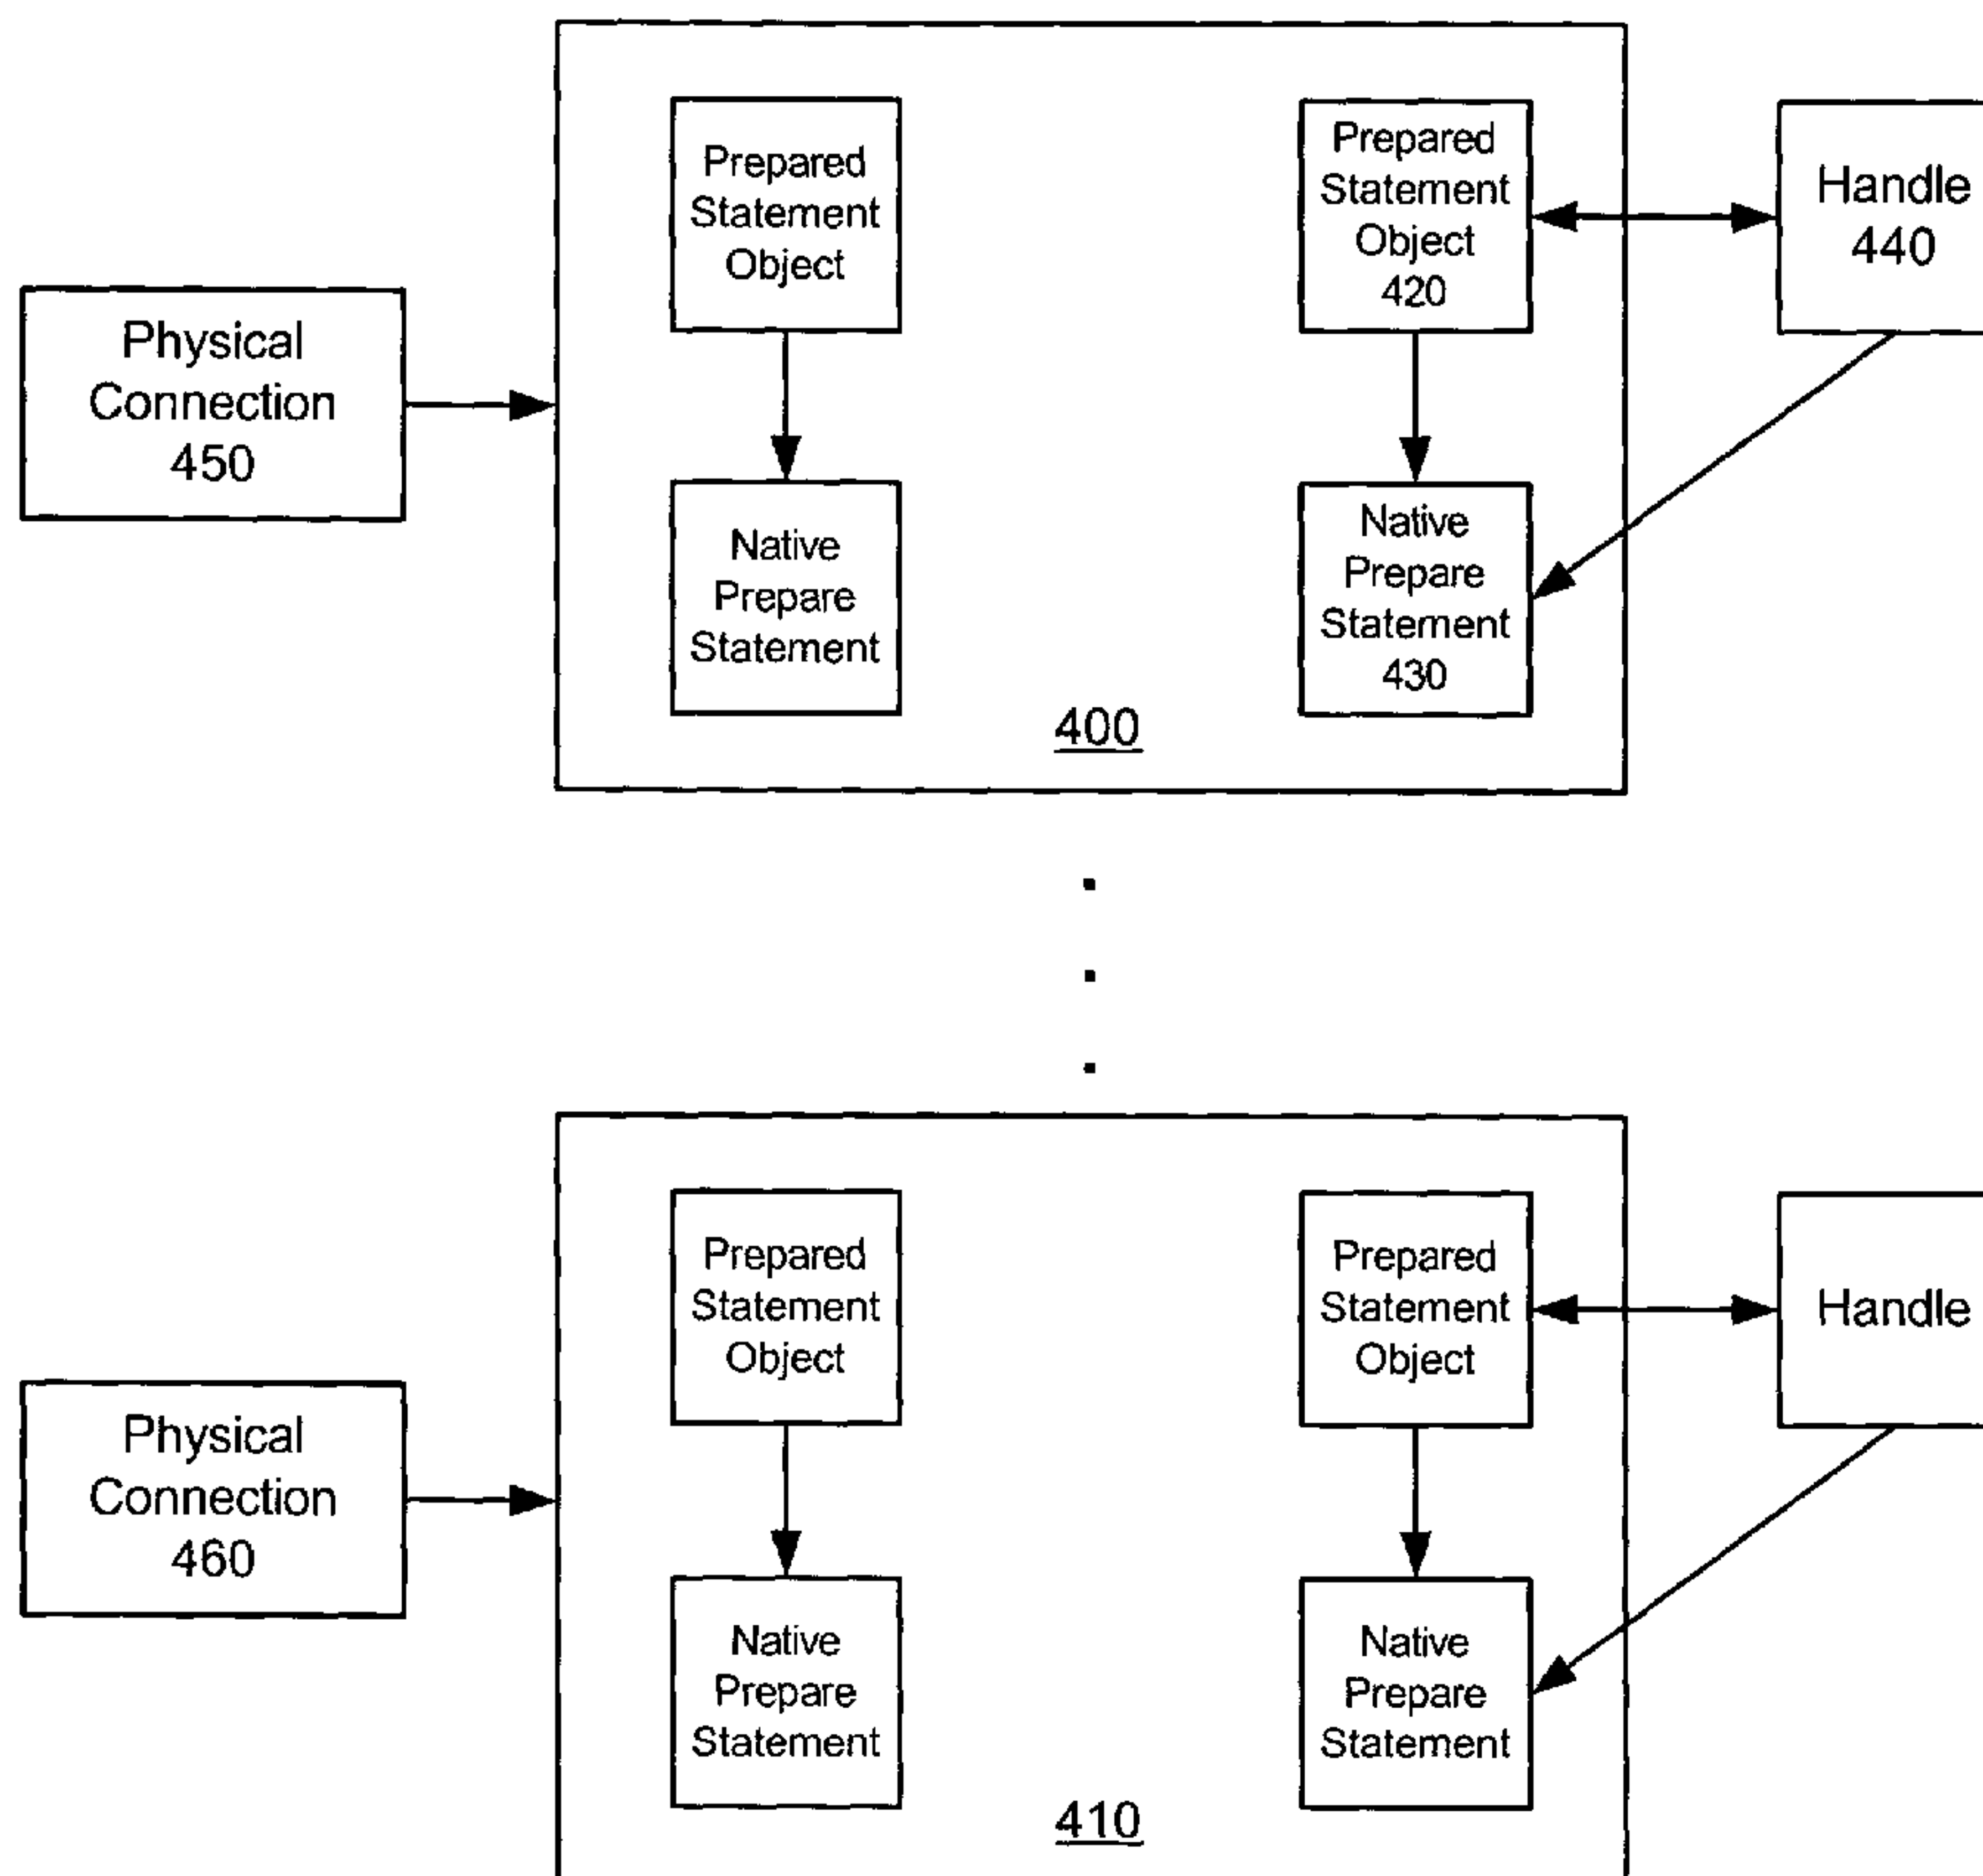 Prepared
Statement
Object
Prepared
Statement
Object
420
Handle
440
Physical
Connection
450
Native
Prepare
Statement
Native
Prepare
Statement
430
400
Prepared
Statement
Object
Prepared
Statement
Object
Handle
Physical
Connection
460
Native
Prepare
Statement
Native
Prepare
Statement
410